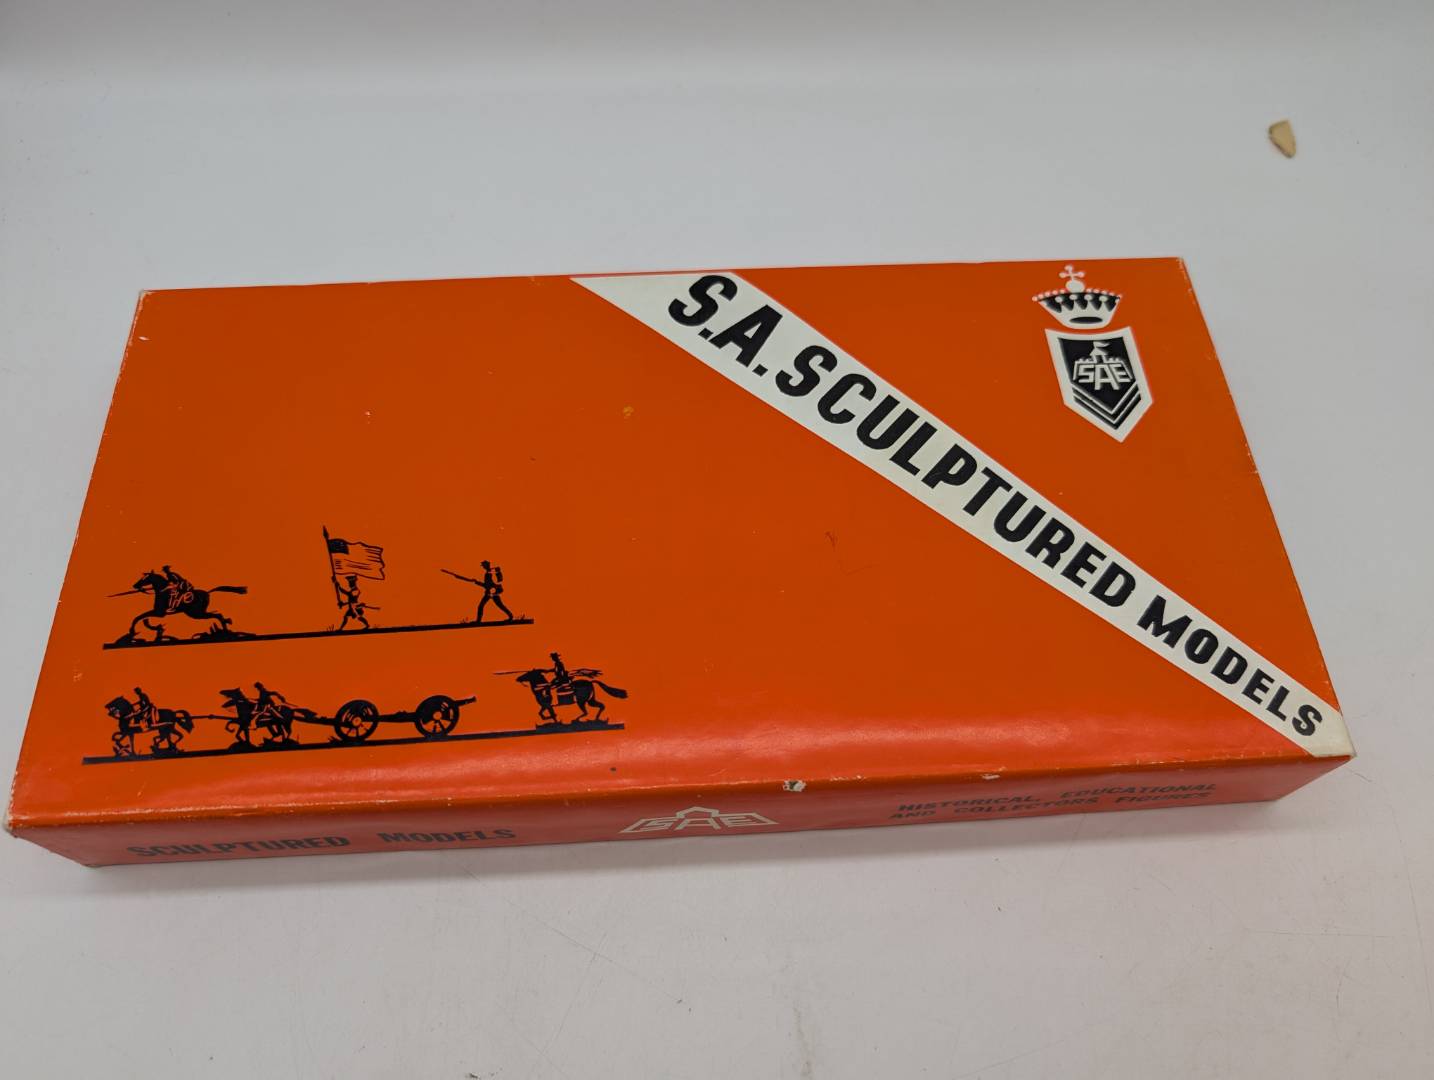 S.A. SCULPTURED MODELS
SAE
SCULPTURED MODELS
SAE
HISTORICAL, EDUCATIONAL
AND COLLECTORS FIGURES